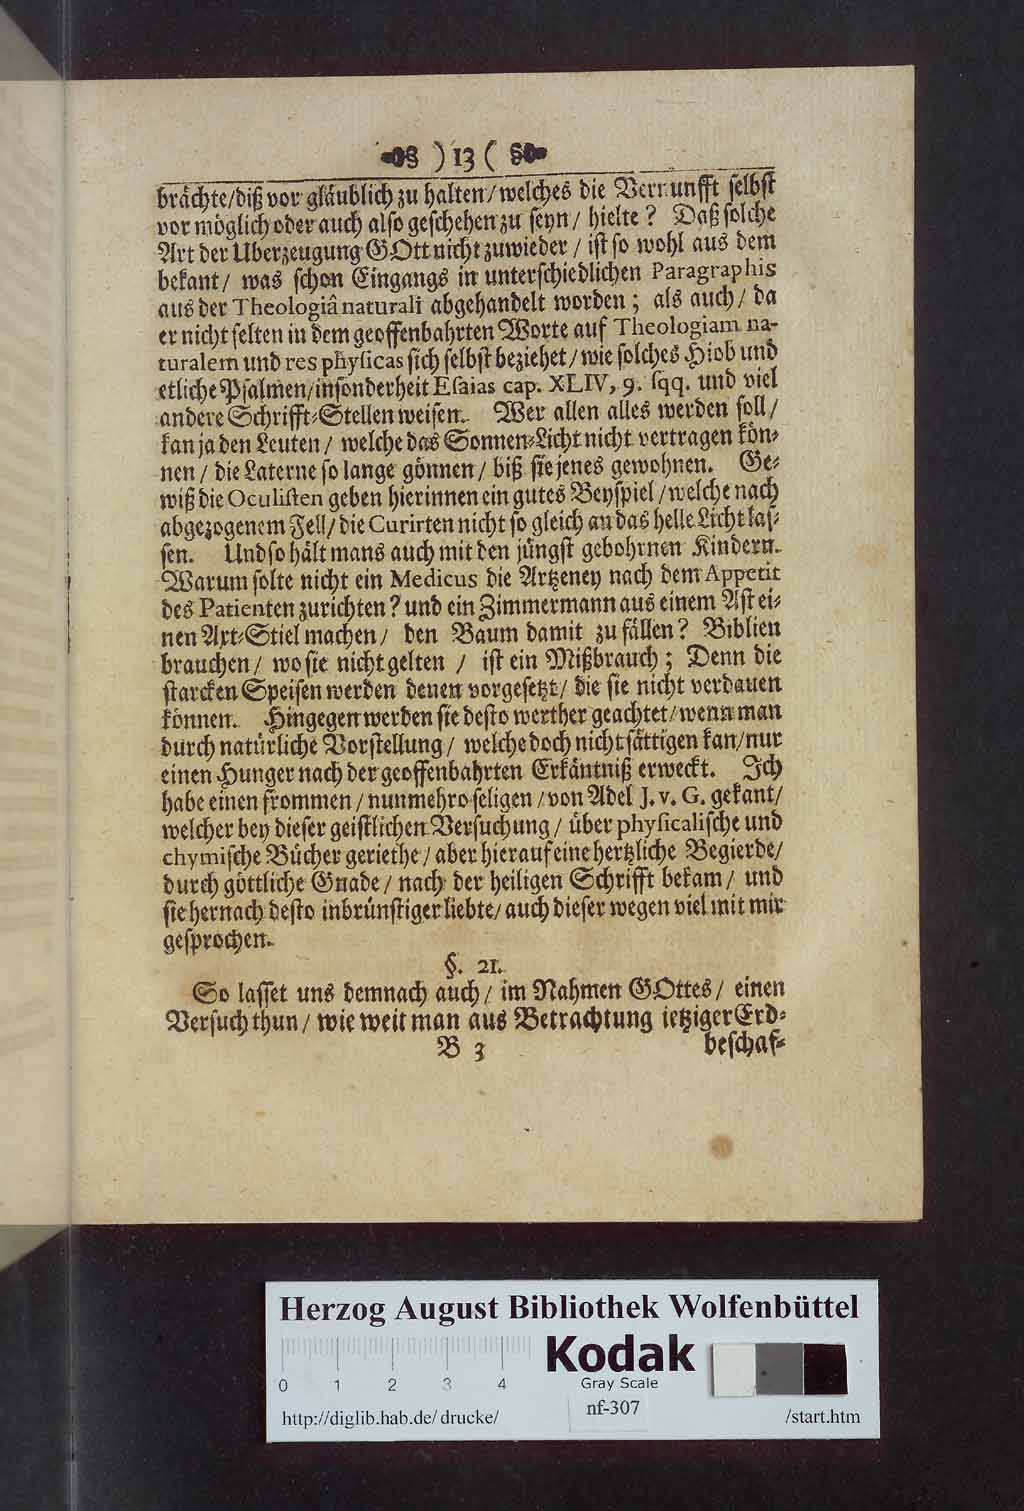 ) 13 (
brächte/diß vor gläublich zu halten/welches die Vernunfft selbst
vor möglich oder auch also geschehen zu seyn/ hielte? Daß solche
Art der Uberzeugung GOtt nicht zuwieder/ ist so wohl aus dem
bekant/ was schon Eingangs in unterschiedlichen Paragraphis
aus der Theologiâ naturali abgehandelt worden; als auch/ da
er nicht selten in dem geoffenbahrten Worte auf Theologiam na-
turalem und res physicas sich selbst beziehet/wie solches Hiob und
etliche Psalmen/insonderheit Esaias cap. XLIV, 9. sqq. und viel
andere Schrifft-Stellen weisen. Wer allen alles werden soll/
kan ja den Leuten/ welche das Sonnen-Licht nicht vertragen kön-
nen/ die Laterne so lange gönnen/ biß sie jenes gewohnen. Ge-
wiß die Oculisten geben hierinnen ein gutes Beyspiel/welche nach
abgezogenem Fell/die Curirten nicht so gleich an das helle Licht las-
sen. Und so hält mans auch mit den jüngst gebohrnen Kindern.
Warum solte nicht ein Medicus die Artzeney nach dem Appetit
des Patienten zurichten? und ein Zimmermann aus einem Ast ei-
nen Axt-Stiel machen/ den Baum damit zu fällen? Biblien
brauchen/ wo sie nicht gelten / ist ein Mißbrauch; Denn die
starcken Speisen werden denen vorgesetzt/ die sie nicht verdauen
können. Hingegen werden sie desto werther geachtet/wenn man
durch natürliche Vorstellung/ welche doch nicht sättigen kan/nur
einen Hunger nach der geoffenbahrten Erkäntniß erweckt. Ich
habe einen frommen/nunmehro seligen/von Adel J. v. G. gekant/
welcher bey dieser geistlichen Versuchung/ über physicalische und
chymische Bücher geriethe/aber hierauf eine hertzliche Begierde/
durch göttliche Gnade/nach der heiligen Schrifft bekam/ und
sie hernach desto inbrünstiger liebte/auch dieser wegen viel mit mir
gesprochen.
§. 21.
So lasset uns demnach auch/ im Nahmen GOttes/ einen
Versuch thun/ wie weit man aus Betrachtung ietziger Erd-
B 3 beschaf-
Herzog August Bibliothek Wolfenbüttel
0 1 2 3 4
Kodak
Gray Scale
http://diglib.hab.de/drucke/ nf-307 /start.htm